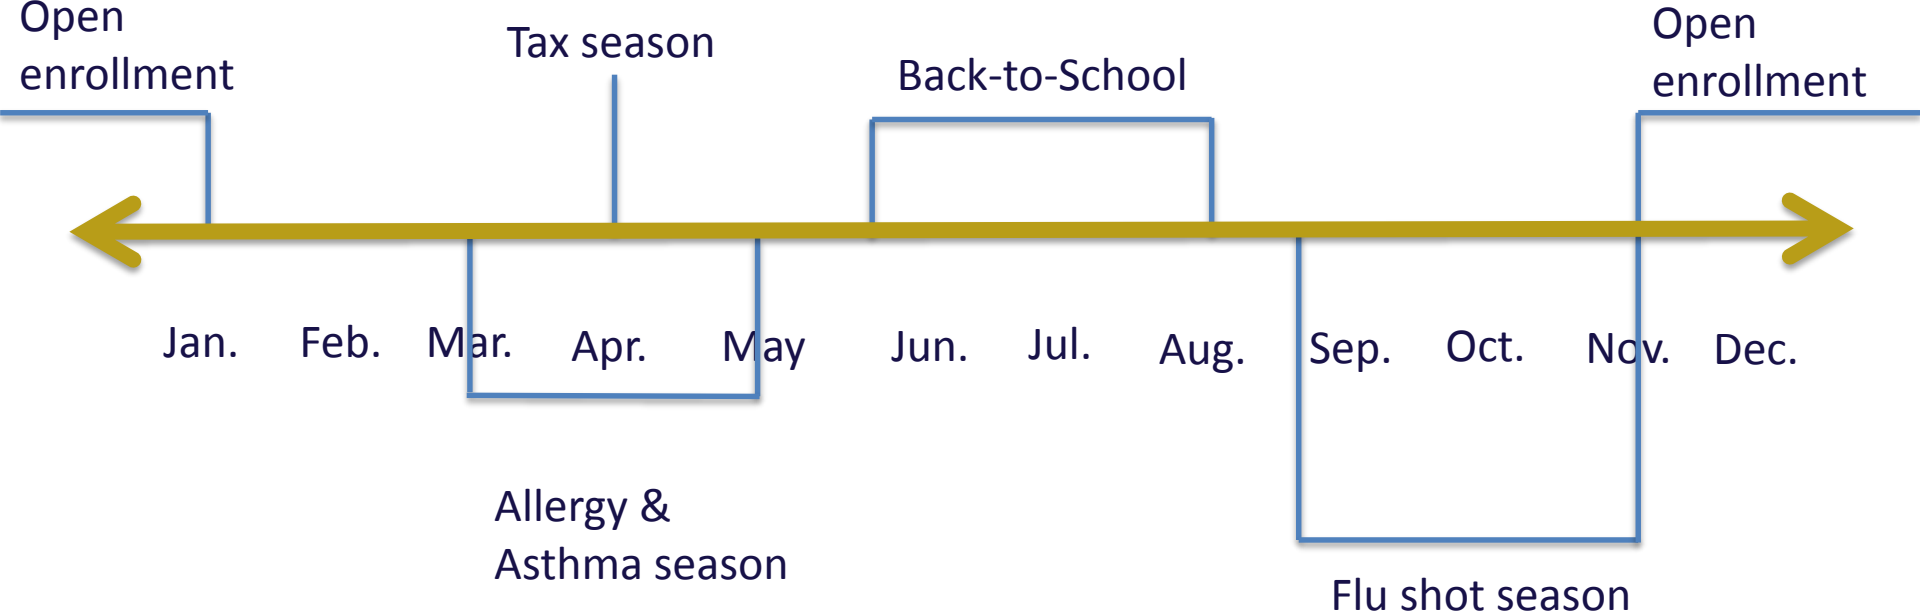 Open
enrollment
Tax season
Back-to-School
Open
enrollment
Jan.
Feb.
Mar.
Apr.
May
Jun.
Jul.
Aug.
Sep.
Oct.
Nov.
Dec.
Allergy &
Asthma season
Flu shot season